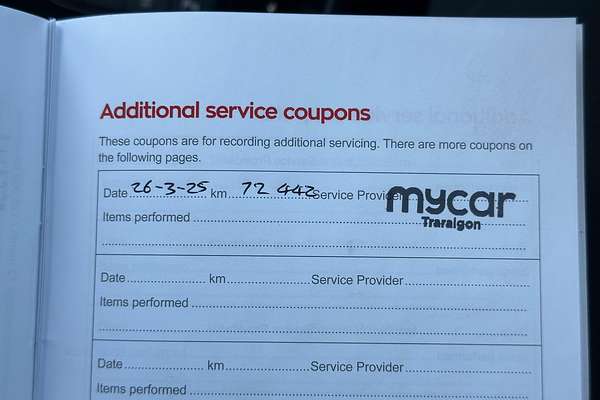 Additional service coupons
These coupons are for recording additional servicing. There are more coupons on
the following pages.
Date 26-3-25 km 72 442 Service Provider mycar
Traralgon
Items performed
Date km Service Provider
Items performed
Date km Service Provider
Items performed